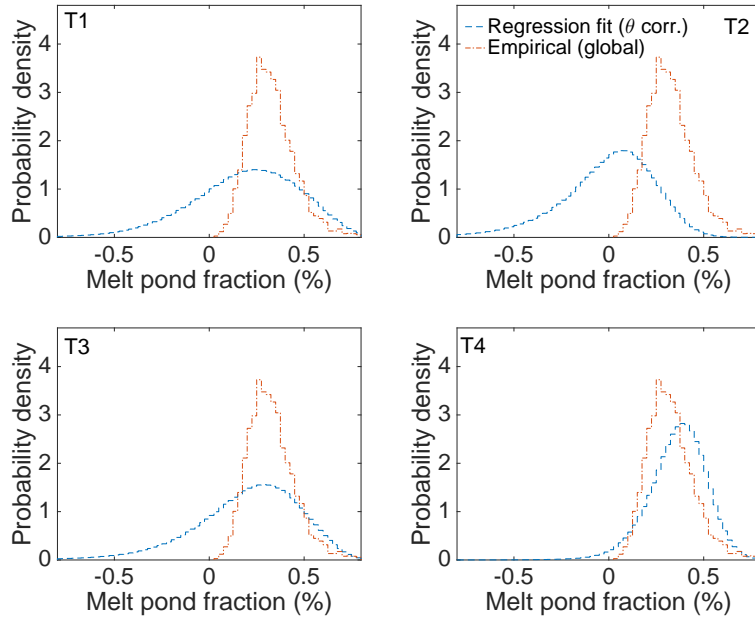 T1
Probability density
4
3
2
1
0
-0.5
0
0.5
Melt pond fraction (%)
T2
Regression fit (θ corr.)
Empirical (global)
Probability density
4
3
2
1
0
-0.5
0
0.5
Melt pond fraction (%)
T3
Probability density
4
3
2
1
0
-0.5
0
0.5
Melt pond fraction (%)
T4
Probability density
4
3
2
1
0
-0.5
0
0.5
Melt pond fraction (%)